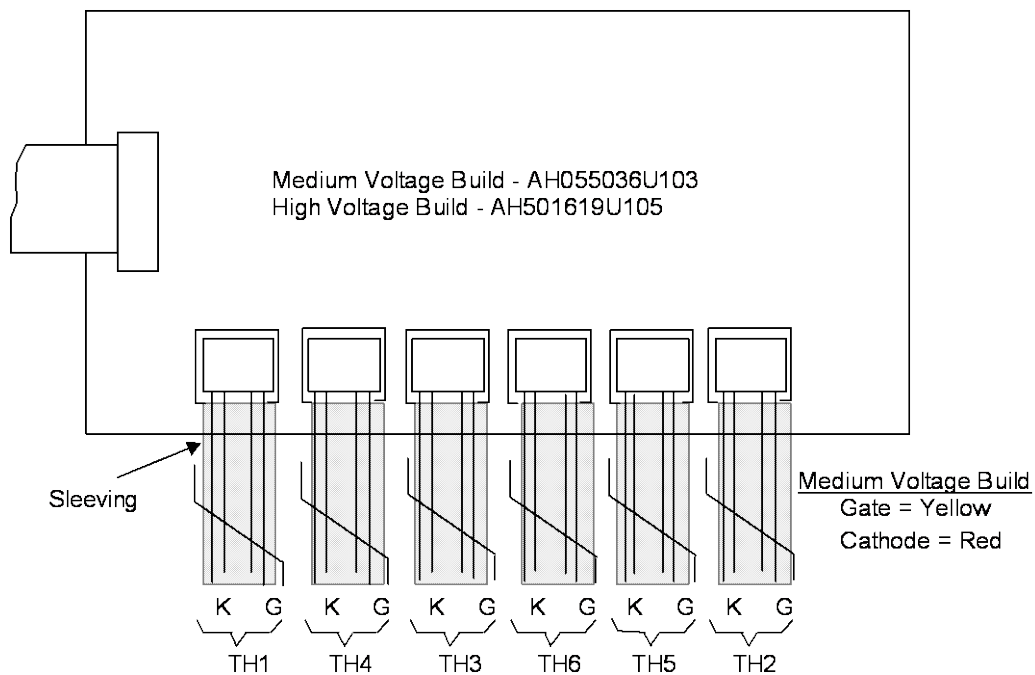 Medium Voltage Build - AH055036U103
High Voltage Build - AH501619U105
Sleeving
Medium Voltage Build
Gate = Yellow
Cathode = Red
K G K G K G K G K G K G
TH1 TH4 TH3 TH6 TH5 TH2